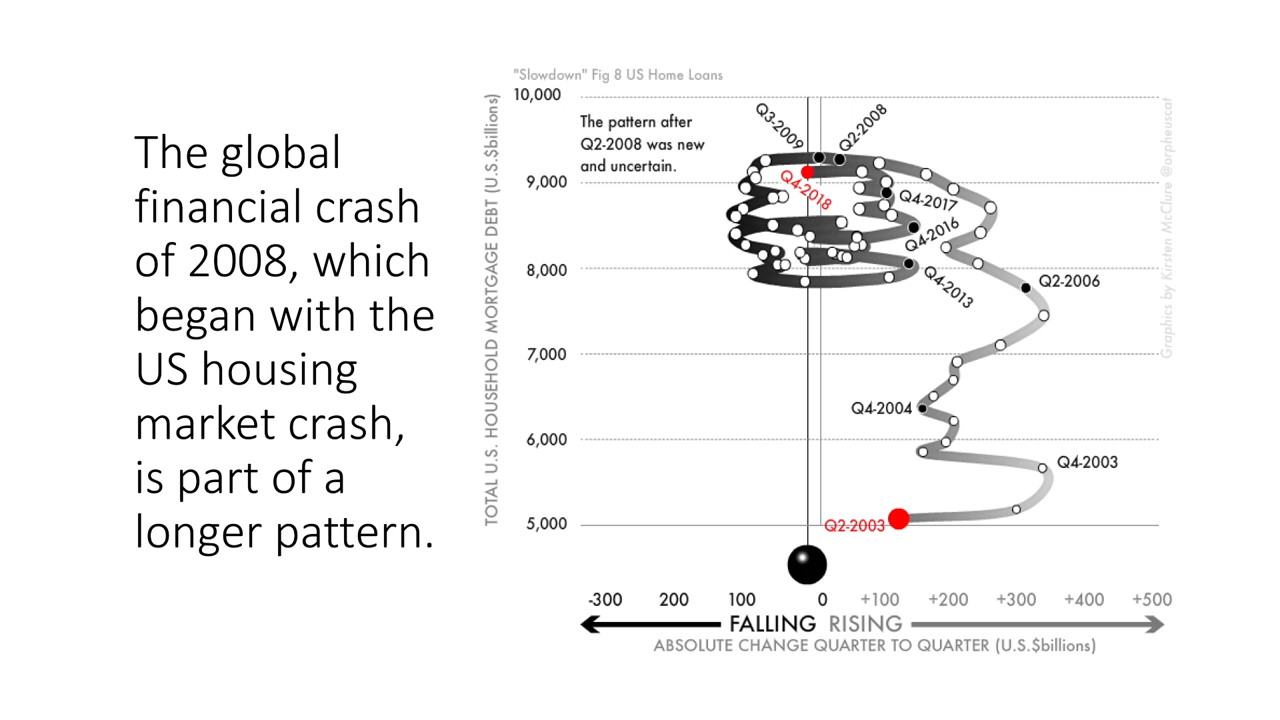 The global
financial crash
of 2008, which
began with the
US housing
market crash,
is part of a
longer pattern.
"Slowdown" Fig 8 US Home Loans
TOTAL U.S. HOUSEHOLD MORTGAGE DEBT (U.S.$billions)
10,000
9,000
8,000
7,000
6,000
5,000
The pattern after
Q2-2008 was new
and uncertain.
Q3-2009
Q2-2008
Q4-2018
Q4-2017
Q4-2016
Q4-2013
Q2-2006
Q4-2004
Q4-2003
Q2-2003
Graphics by Kirsten McClure @orpheuscat
-300 200 100 0 +100 +200 +300 +400 +500
FALLING RISING
ABSOLUTE CHANGE QUARTER TO QUARTER (U.S.$billions)